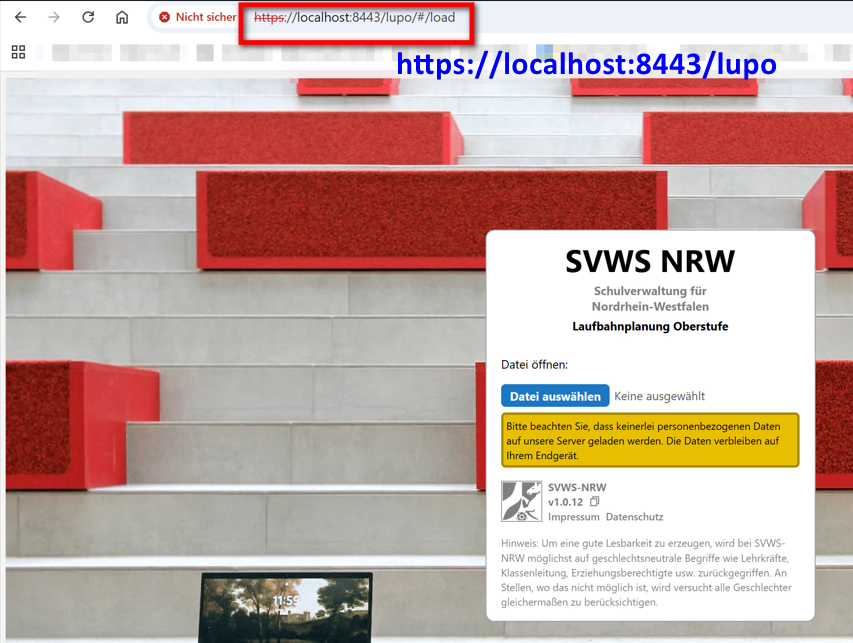 Nicht sicher https://localhost:8443/lupo/#/load
https://localhost:8443/lupo
SVWS NRW
Schulverwaltung für
Nordrhein-Westfalen
Laufbahnplanung Oberstufe
Datei öffnen:
Datei auswählen Keine ausgewählt
Bitte beachten Sie, dass keinerlei personenbezogenen Daten
auf unsere Server geladen werden. Die Daten verbleiben auf
Ihrem Endgerät.
SVWS-NRW
v1.0.12
Impressum Datenschutz
Hinweis: Um eine gute Lesbarkeit zu erzeugen, wird bei SVWS-
NRW möglichst auf geschlechtsneutrale Begriffe wie Lehrkräfte,
Klassenleitung, Erziehungsberechtigte usw. zurückgegriffen. An
Stellen, wo das nicht möglich ist, wird versucht alle Geschlechter
gleichermaßen zu berücksichtigen.
11:59